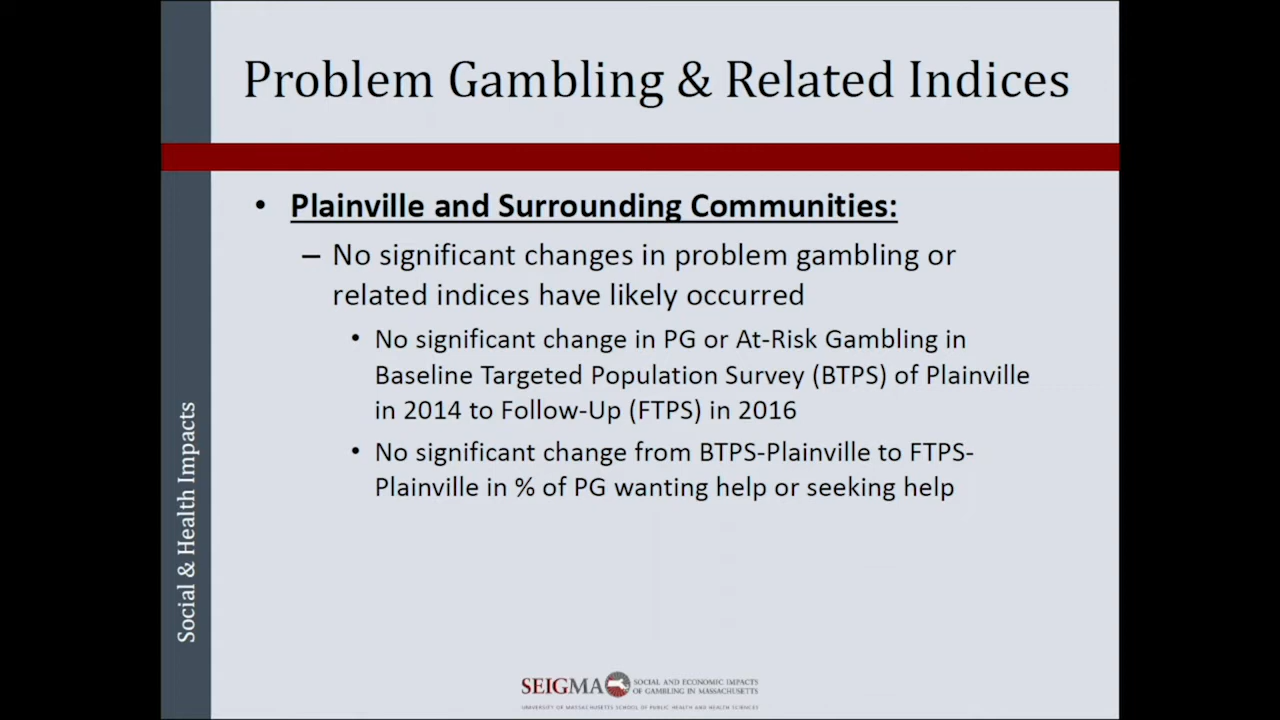 Problem Gambling & Related Indices
• Plainville and Surrounding Communities:
– No significant changes in problem gambling or
related indices have likely occurred
• No significant change in PG or At-Risk Gambling in
Baseline Targeted Population Survey (BTPS) of Plainville
in 2014 to Follow-Up (FTPS) in 2016
• No significant change from BTPS-Plainville to FTPS-
Plainville in % of PG wanting help or seeking help
Social & Health Impacts
SEIGMA
SOCIAL AND ECONOMIC IMPACTS
OF GAMBLING IN MASSACHUSETTS
UNIVERSITY OF MASSACHUSETTS SCHOOL OF PUBLIC HEALTH AND HEALTH SCIENCES